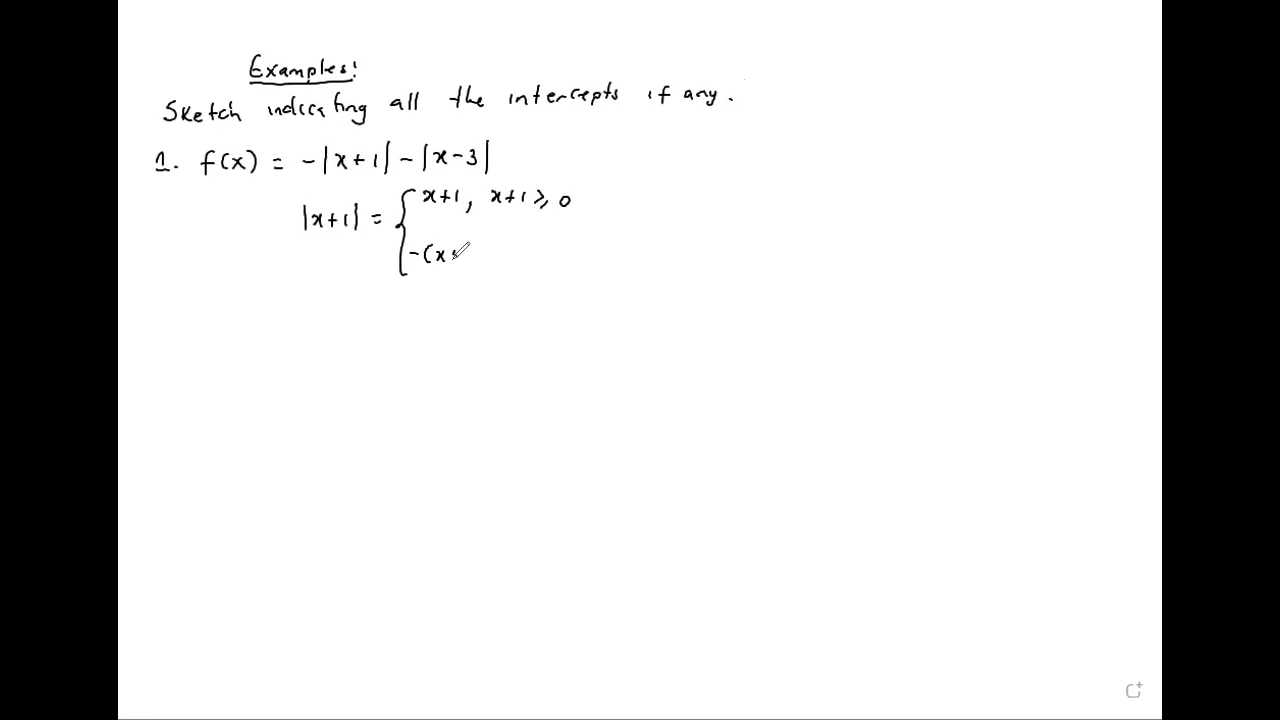 Examples:
Sketch indicating all the intercepts if any.
1. f(x) = -|x+1| - |x-3|
|x+1| = { x+1, x+1 ≥ 0
-(x